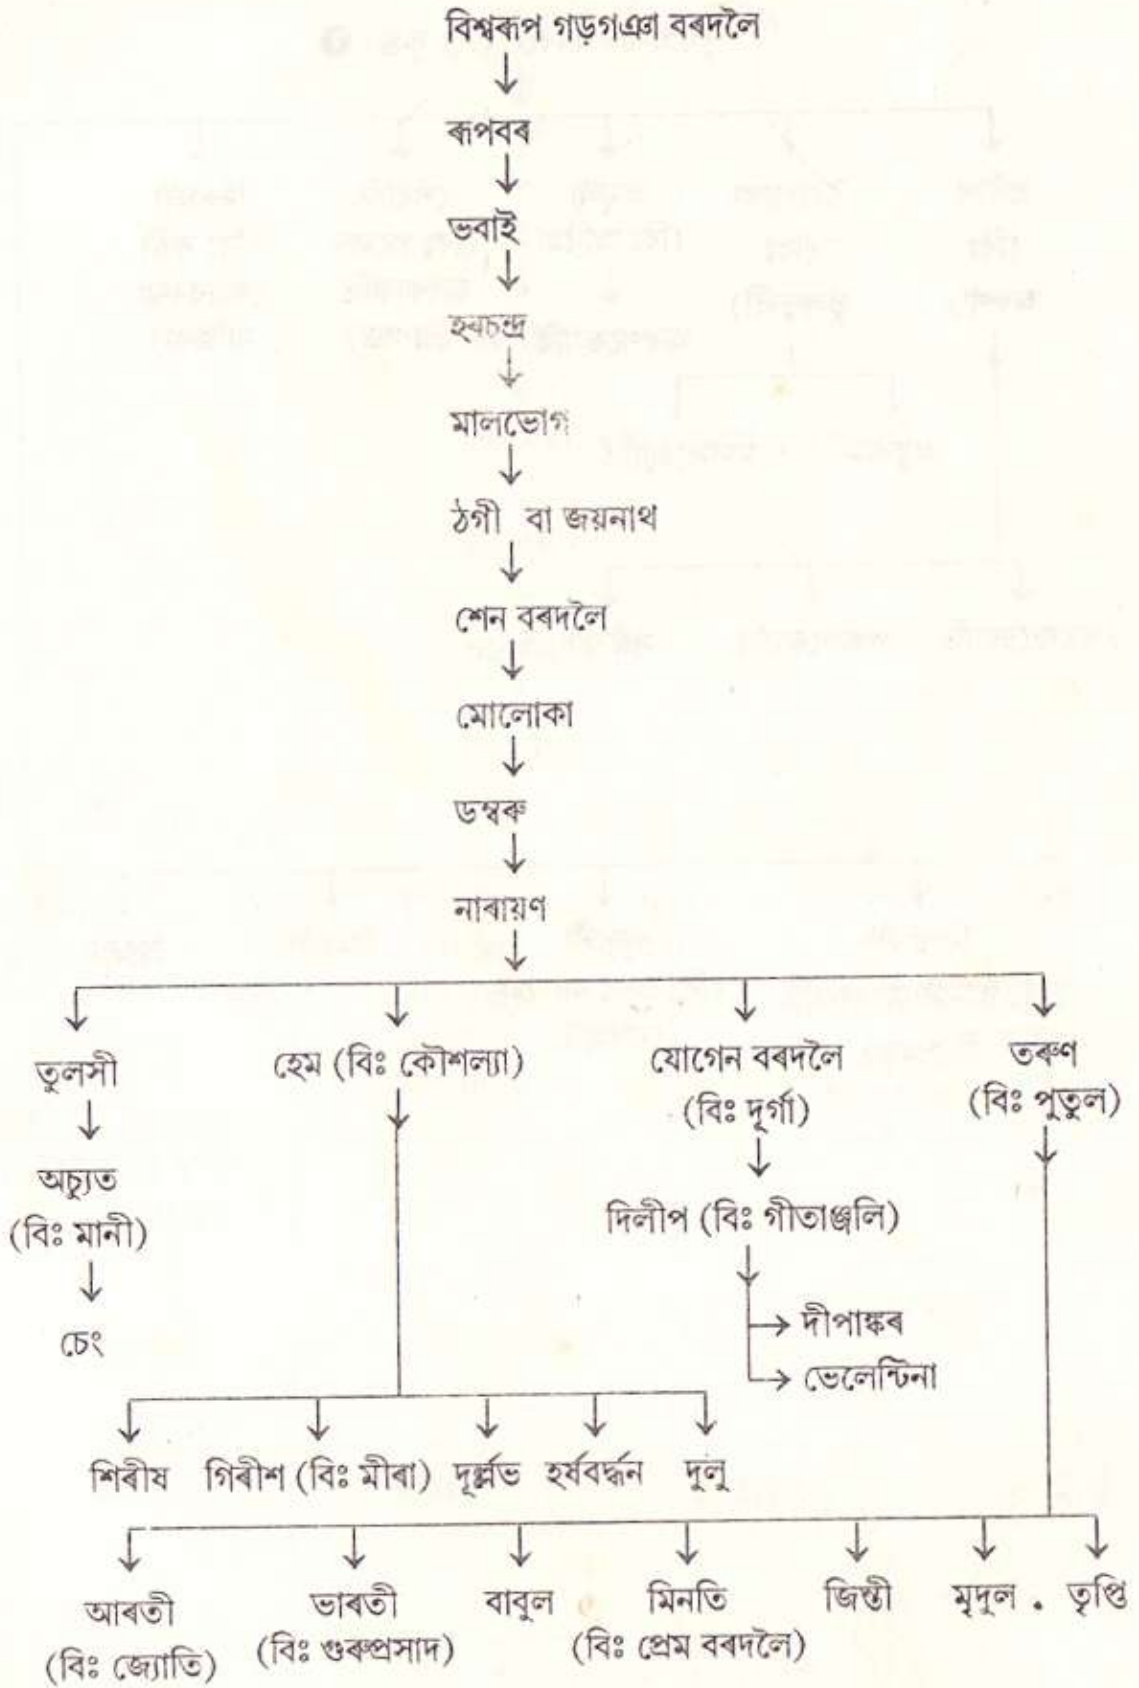 বিশ্বৰূপ গড়গঞা বৰদলৈ
ৰূপবৰ
ভবাই
হৰচন্দ্ৰ
মালভোগ
ঠগী বা জয়নাথ
শেন বৰদলৈ
মোলোকা
ডম্বৰু
নাৰায়ণ
তুলসী হেম (বিঃ কৌশল্যা) যোগেন বৰদলৈ তৰুণ
(বিঃ দূৰ্গা) (বিঃ পুতুল)
অচ্যুত
(বিঃ মানী) দিলীপ (বিঃ গীতাঞ্জলি)
চেং দীপাঙ্কৰ
ভেলেন্টিনা
শিৰীষ গিৰীশ (বিঃ মীৰা) দূৰ্ল্লভ হৰ্ষবৰ্দ্ধন দুলু
আৰতী ভাৰতী বাবুল মিনতি জিন্তী মৃদুল . তৃপ্তি
(বিঃ জ্যোতি) (বিঃ গুৰুপ্ৰসাদ) (বিঃ প্ৰেম বৰদলৈ)